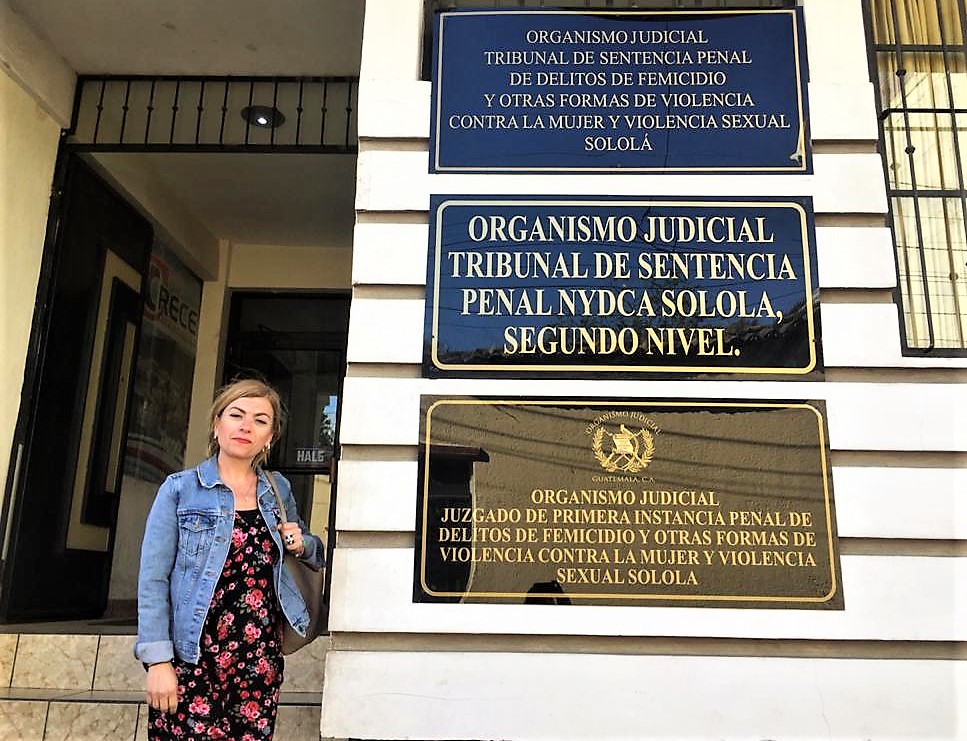 ORGANISMO JUDICIAL
TRIBUNAL DE SENTENCIA PENAL
DE DELITOS DE FEMICIDIO
Y OTRAS FORMAS DE VIOLENCIA
CONTRA LA MUJER Y VIOLENCIA SEXUAL
SOLOLÁ
ORGANISMO JUDICIAL
TRIBUNAL DE SENTENCIA
PENAL NYDCA SOLOLA,
SEGUNDO NIVEL.
ORGANISMO JUDICIAL
GUATEMALA, C.A.
ORGANISMO JUDICIAL
JUZGADO DE PRIMERA INSTANCIA PENAL DE
DELITOS DE FEMICIDIO Y OTRAS FORMAS DE
VIOLENCIA CONTRA LA MUJER Y VIOLENCIA
SEXUAL SOLOLA
CRECE
HALE